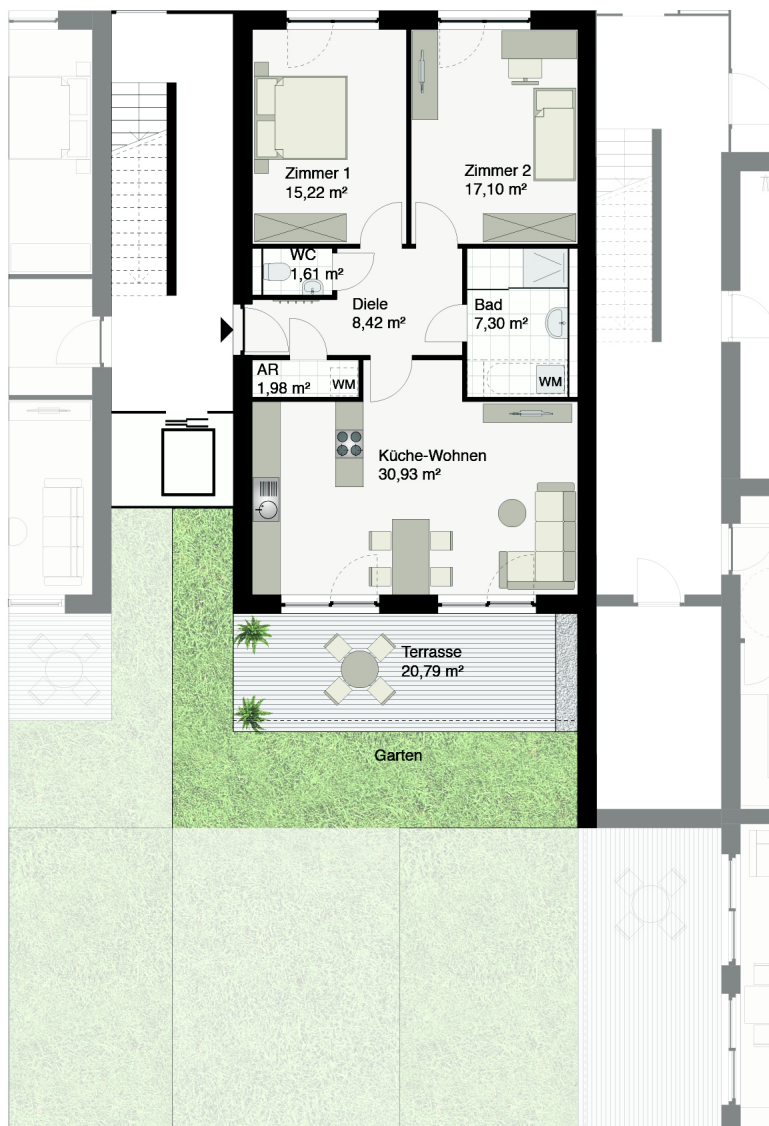 Zimmer 1
15,22 m²
Zimmer 2
17,10 m²
WC
1,61 m²
Diele
8,42 m²
Bad
7,30 m²
AR
1,98 m²
WM
WM
Küche-Wohnen
30,93 m²
Terrasse
20,79 m²
Garten